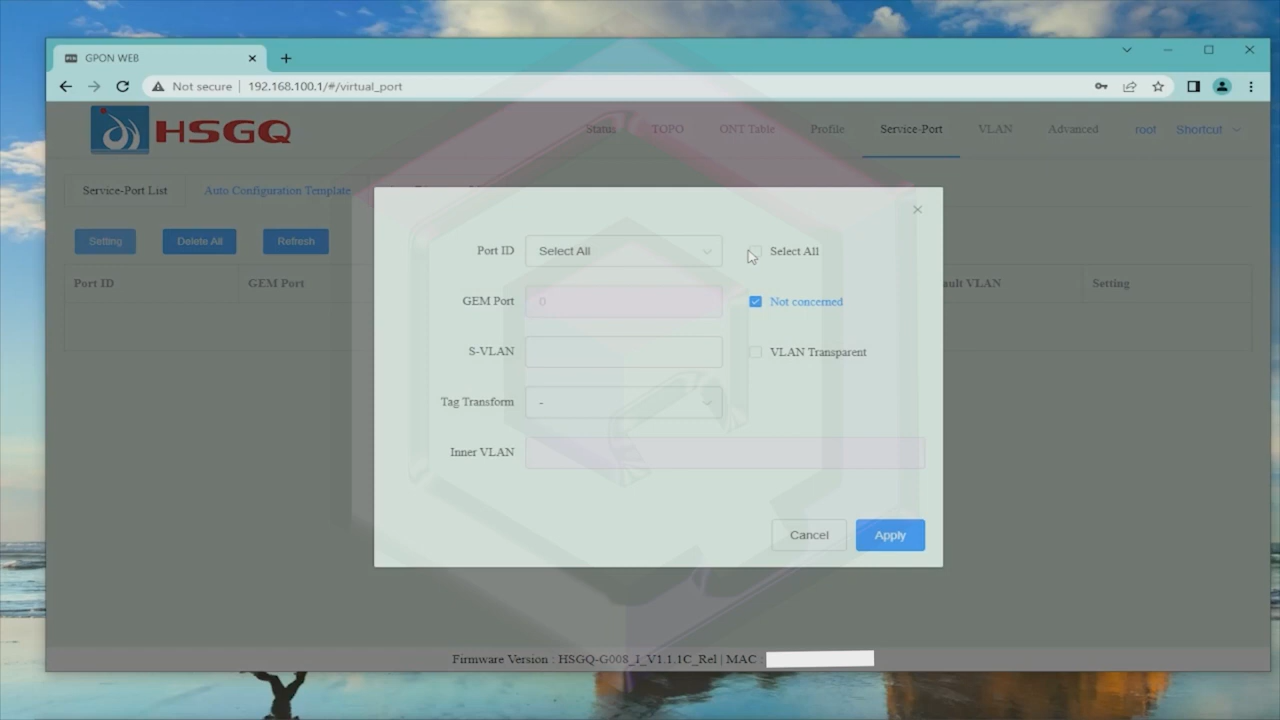 GPON WEB
Not secure | 192.168.100.1/#/virtual_port
HSGQ
Status TOPO ONT Table Profile Service-Port VLAN Advanced root Shortcut
Service-Port List Auto Configuration Template
Setting Delete All Refresh
Port ID GEM Port VLAN Setting
Port ID Select All Select All
GEM Port 0 Not concerned
S-VLAN VLAN Transparent
Tag Transform -
Inner VLAN
Cancel Apply
Firmware Version : HSGQ-G008_I_V1.1.1C_Rel | MAC :